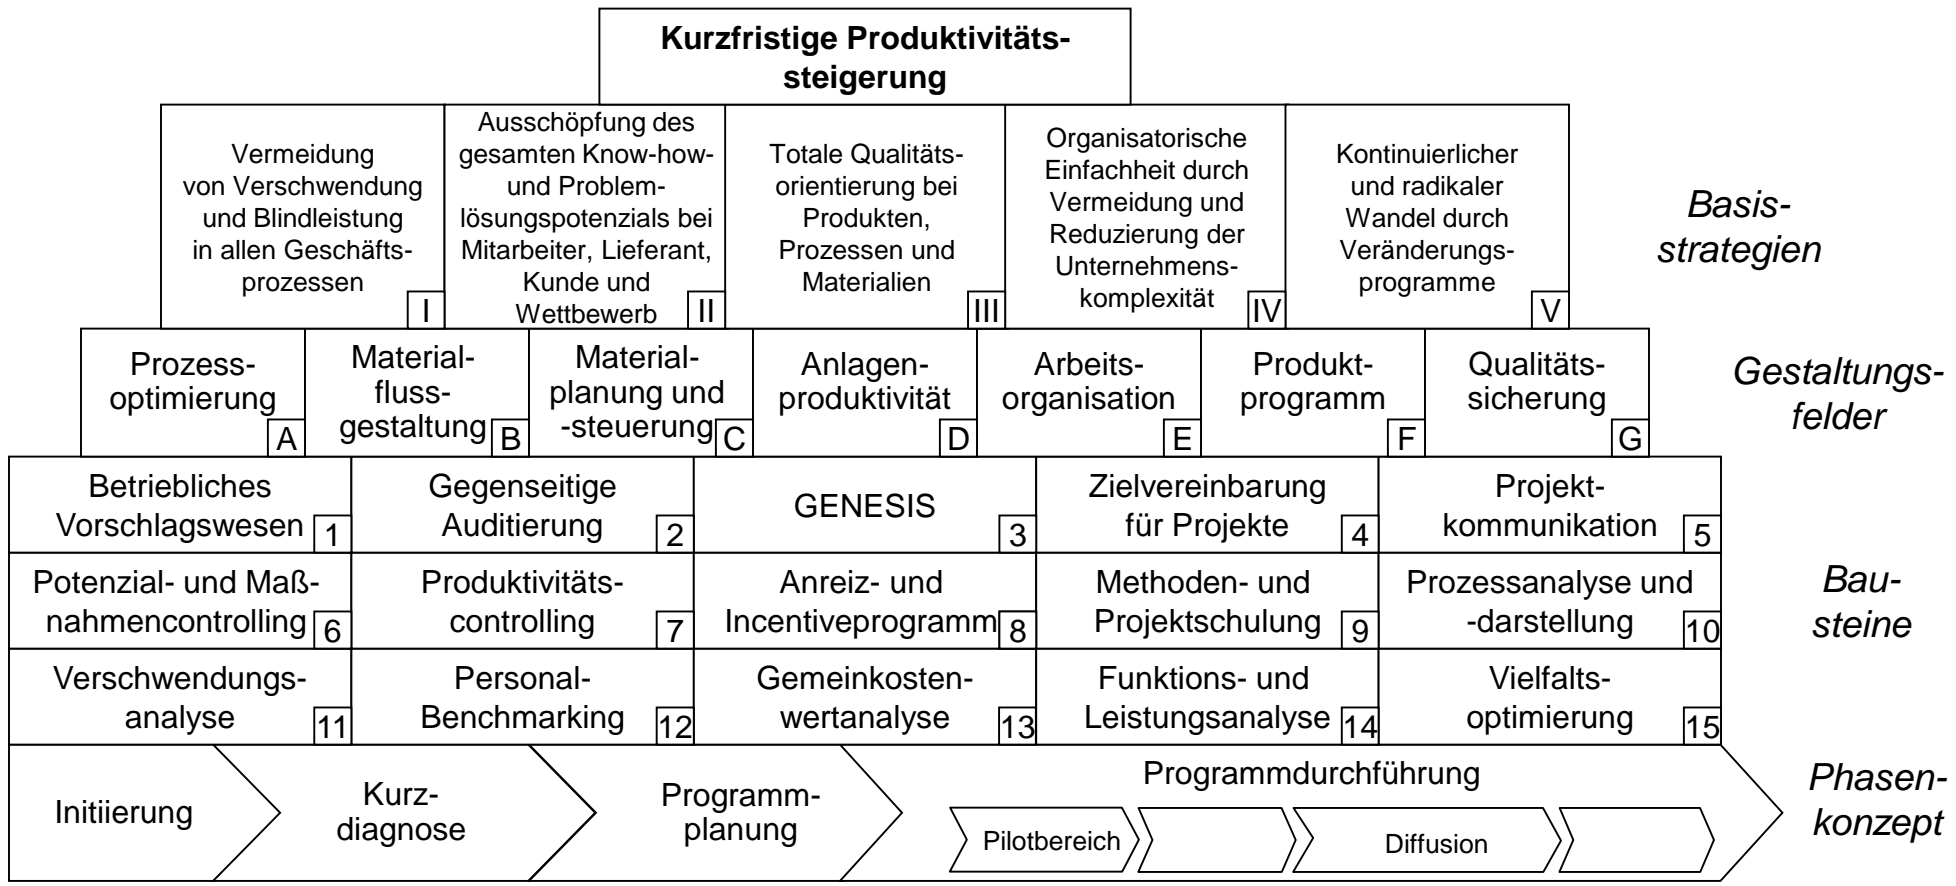 Kurzfristige Produktivitäts-
steigerung
Vermeidung
von Verschwendung
und Blindleistung
in allen Geschäfts-
prozessen
I
Ausschöpfung des
gesamten Know-how-
und Problem-
lösungspotenzials bei
Mitarbeiter, Lieferant,
Kunde und
Wettbewerb
II
Totale Qualitäts-
orientierung bei
Produkten,
Prozessen und
Materialien
III
Organisatorische
Einfachheit durch
Vermeidung und
Reduzierung der
Unternehmens-
komplexität
IV
Kontinuierlicher
und radikaler
Wandel durch
Veränderungs-
programme
V
Basis-
strategien
Prozess-
optimierung
A
Material-
fluss-
gestaltung
B
Material-
planung und
-steuerung
C
Anlagen-
produktivität
D
Arbeits-
organisation
E
Produkt-
programm
F
Qualitäts-
sicherung
G
Gestaltungs-
felder
Betriebliches
Vorschlagswesen
1
Gegenseitige
Auditierung
2
GENESIS
3
Zielvereinbarung
für Projekte
4
Projekt-
kommunikation
5
Potenzial- und Maß-
nahmencontrolling
6
Produktivitäts-
controlling
7
Anreiz- und
Incentiveprogramm
8
Methoden- und
Projektschulung
9
Prozessanalyse und
-darstellung
10
Bau-
steine
Verschwendungs-
analyse
11
Personal-
Benchmarking
12
Gemeinkosten-
wertanalyse
13
Funktions- und
Leistungsanalyse
14
Vielfalts-
optimierung
15
Initiierung
Kurz-
diagnose
Programm-
planung
Programmdurchführung
Pilotbereich
Diffusion
Phasen-
konzept